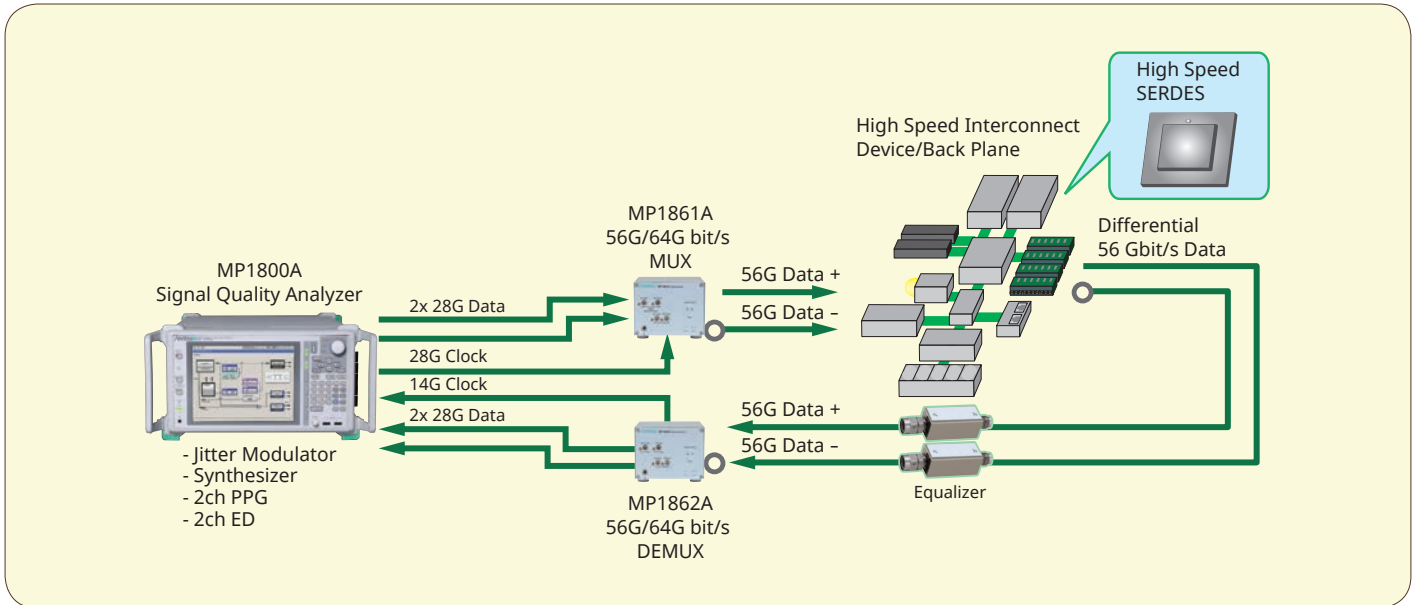 High Speed
SERDES
High Speed Interconnect
Device/Back Plane
MP1861A
56G/64G bit/s
MUX
Differential
56 Gbit/s Data
MP1800A
Signal Quality Analyzer
56G Data +
2x 28G Data
56G Data –
28G Clock
14G Clock
2x 28G Data
56G Data +
56G Data –
- Jitter Modulator
- Synthesizer
- 2ch PPG
- 2ch ED
Equalizer
MP1862A
56G/64G bit/s
DEMUX